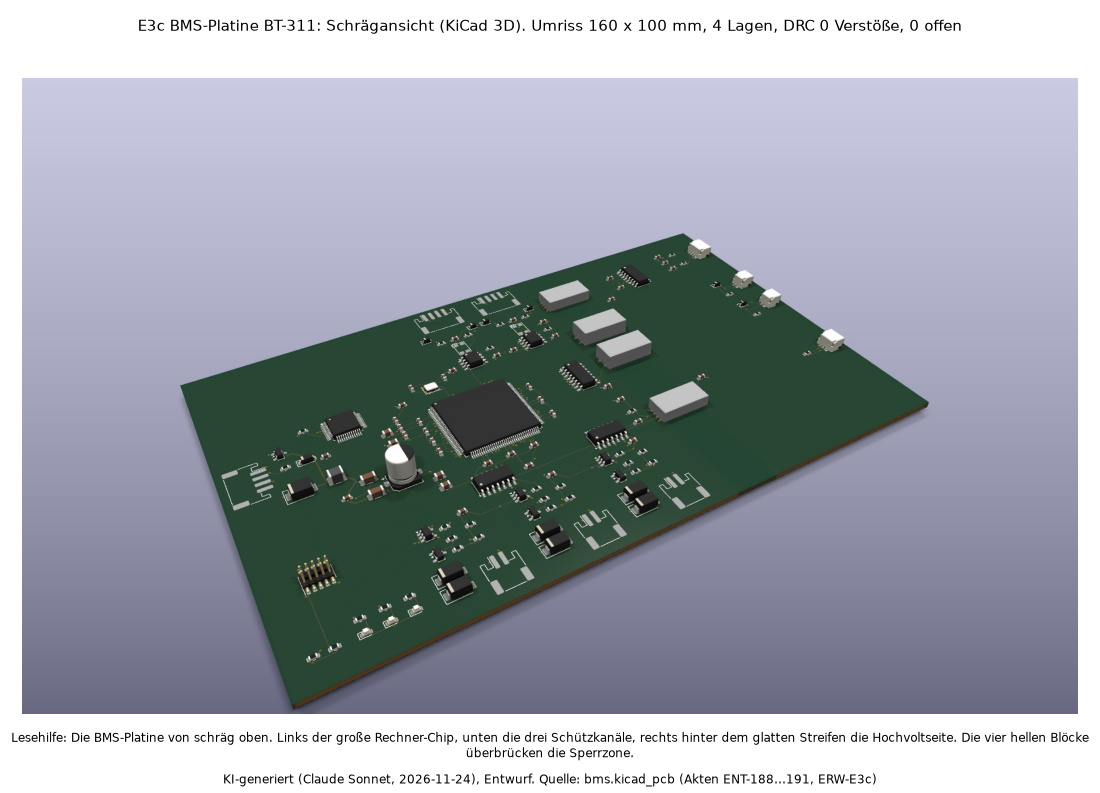 E3c BMS-Platine BT-311: Schrägansicht (KiCad 3D). Umriss 160 x 100 mm, 4 Lagen, DRC 0 Verstöße, 0 offen
Lesehilfe: Die BMS-Platine von schräg oben. Links der große Rechner-Chip, unten die drei Schützkanäle, rechts hinter dem glatten Streifen die Hochvoltseite. Die vier hellen Blöcke
überbrücken die Sperrzone.
KI-generiert (Claude Sonnet, 2026-11-24), Entwurf. Quelle: bms.kicad_pcb (Akten ENT-188...191, ERW-E3c)